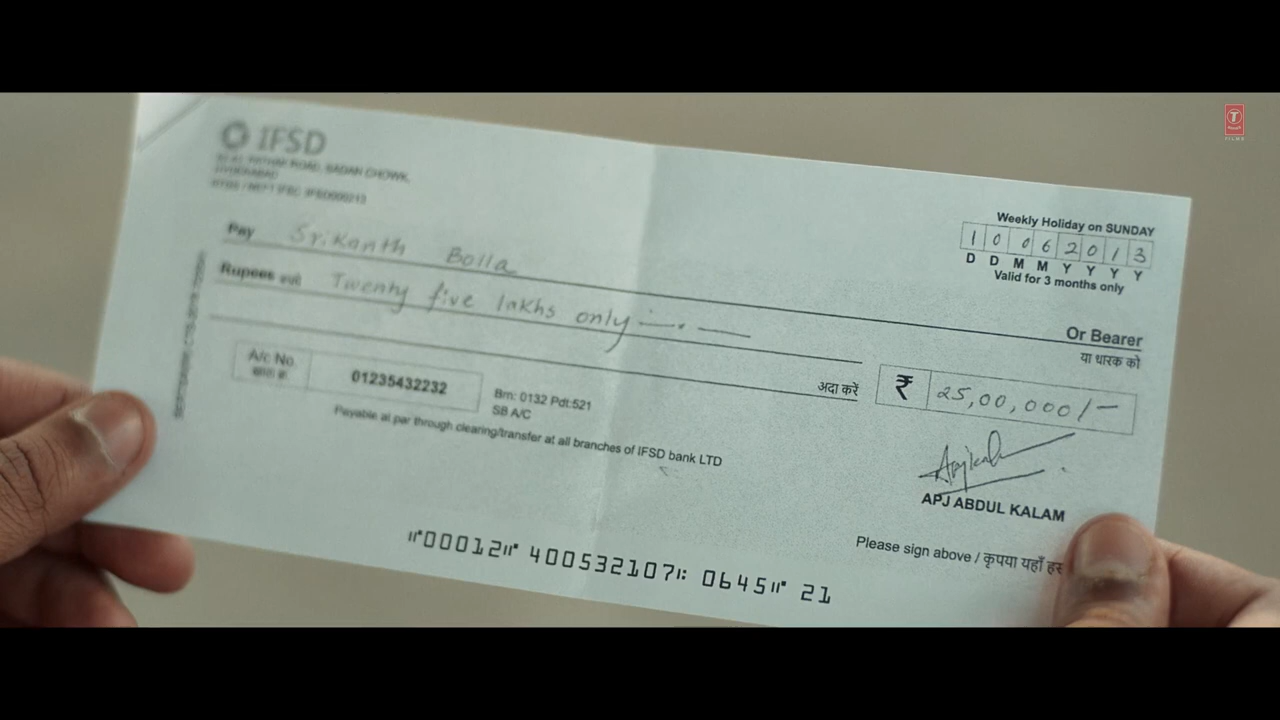 IFSD
HYDERABAD
Weekly Holiday on SUNDAY
1 0 0 6 2 0 1 3
D D M M Y Y Y Y
Valid for 3 months only
Pay Srikanth Bolla
Or Bearer
या धारक को
Rupees Twenty five lakhs only
अदा करें ₹ 25,00,000/-
A/c No. 01235432232
Brn: 0132 Pdt:521
SB A/C
Payable at par through clearing/transfer at all branches of IFSD bank LTD
APJ ABDUL KALAM
Please sign above / कृपया यहाँ
⑈00012⑈ 400532107⑆ 0645⑈ 21